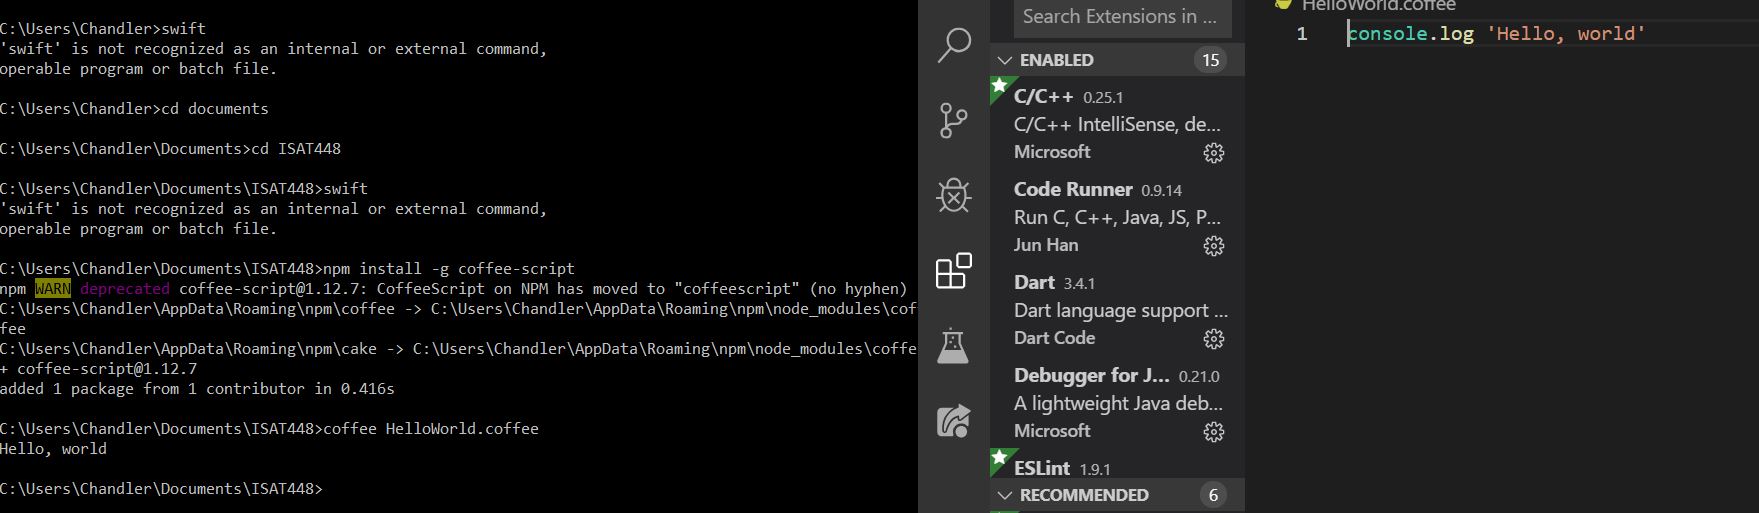 C:\Users\Chandler>swift
'swift' is not recognized as an internal or external command,
operable program or batch file.
C:\Users\Chandler>cd documents
C:\Users\Chandler\Documents>cd ISAT448
C:\Users\Chandler\Documents\ISAT448>swift
'swift' is not recognized as an internal or external command,
operable program or batch file.
C:\Users\Chandler\Documents\ISAT448>npm install -g coffee-script
npm WARN deprecated coffee-script@1.12.7: CoffeeScript on NPM has moved to "coffeescript" (no hyphen)
C:\Users\Chandler\AppData\Roaming\npm\coffee -> C:\Users\Chandler\AppData\Roaming\npm\node_modules\cof
fee
C:\Users\Chandler\AppData\Roaming\npm\cake -> C:\Users\Chandler\AppData\Roaming\npm\node_modules\coffe
+ coffee-script@1.12.7
added 1 package from 1 contributor in 0.416s
C:\Users\Chandler\Documents\ISAT448>coffee HelloWorld.coffee
Hello, world
C:\Users\Chandler\Documents\ISAT448>
Search Extensions in ...
ENABLED 15
C/C++ 0.25.1
C/C++ IntelliSense, de...
Microsoft
Code Runner 0.9.14
Run C, C++, Java, JS, P...
Jun Han
Dart 3.4.1
Dart language support ...
Dart Code
Debugger for J... 0.21.0
A lightweight Java deb...
Microsoft
ESLint 1.9.1
RECOMMENDED 6
HelloWorld.coffee
1 console.log 'Hello, world'